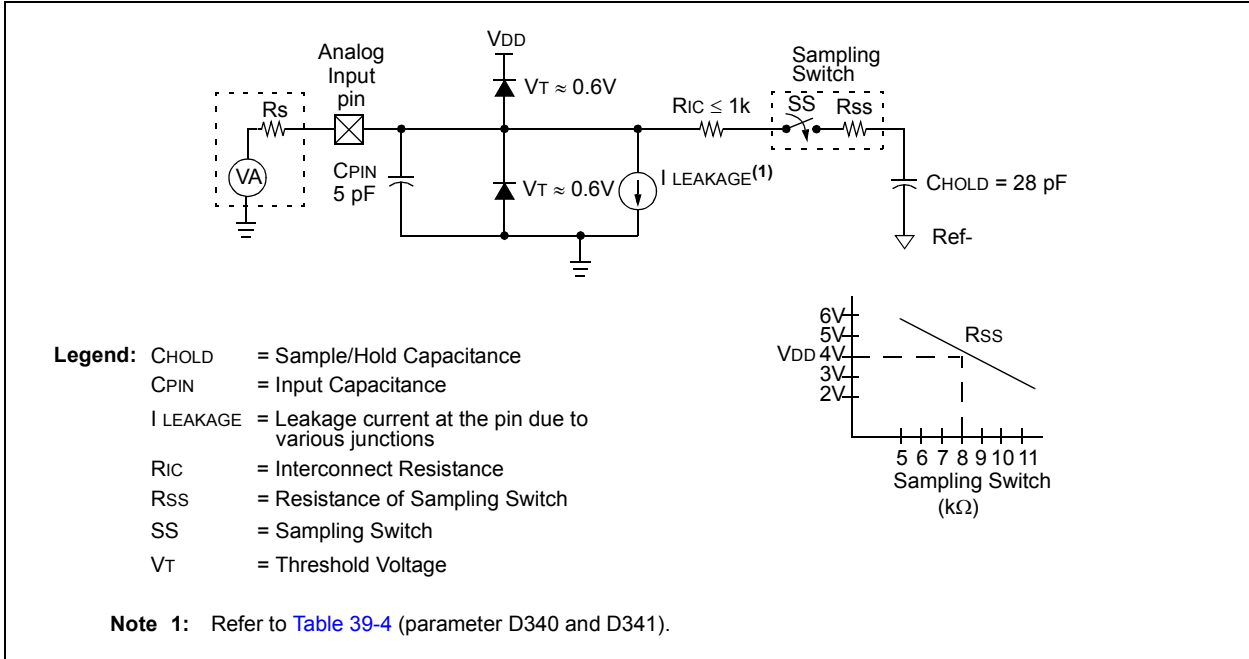 VDD
Analog
Input
pin
Sampling
Switch
VT ≈ 0.6V
Rs
RIC ≤ 1k
SS
Rss
VA
CPIN
5 pF
VT ≈ 0.6V
I LEAKAGE(1)
CHOLD = 28 pF
Ref-
6V
5V
VDD 4V
3V
2V
RSS
5 6 7 8 9 10 11
Sampling Switch
(kΩ)
Legend: CHOLD = Sample/Hold Capacitance
CPIN = Input Capacitance
I LEAKAGE = Leakage current at the pin due to
various junctions
RIC = Interconnect Resistance
RSS = Resistance of Sampling Switch
SS = Sampling Switch
VT = Threshold Voltage
Note 1: Refer to Table 39-4 (parameter D340 and D341).